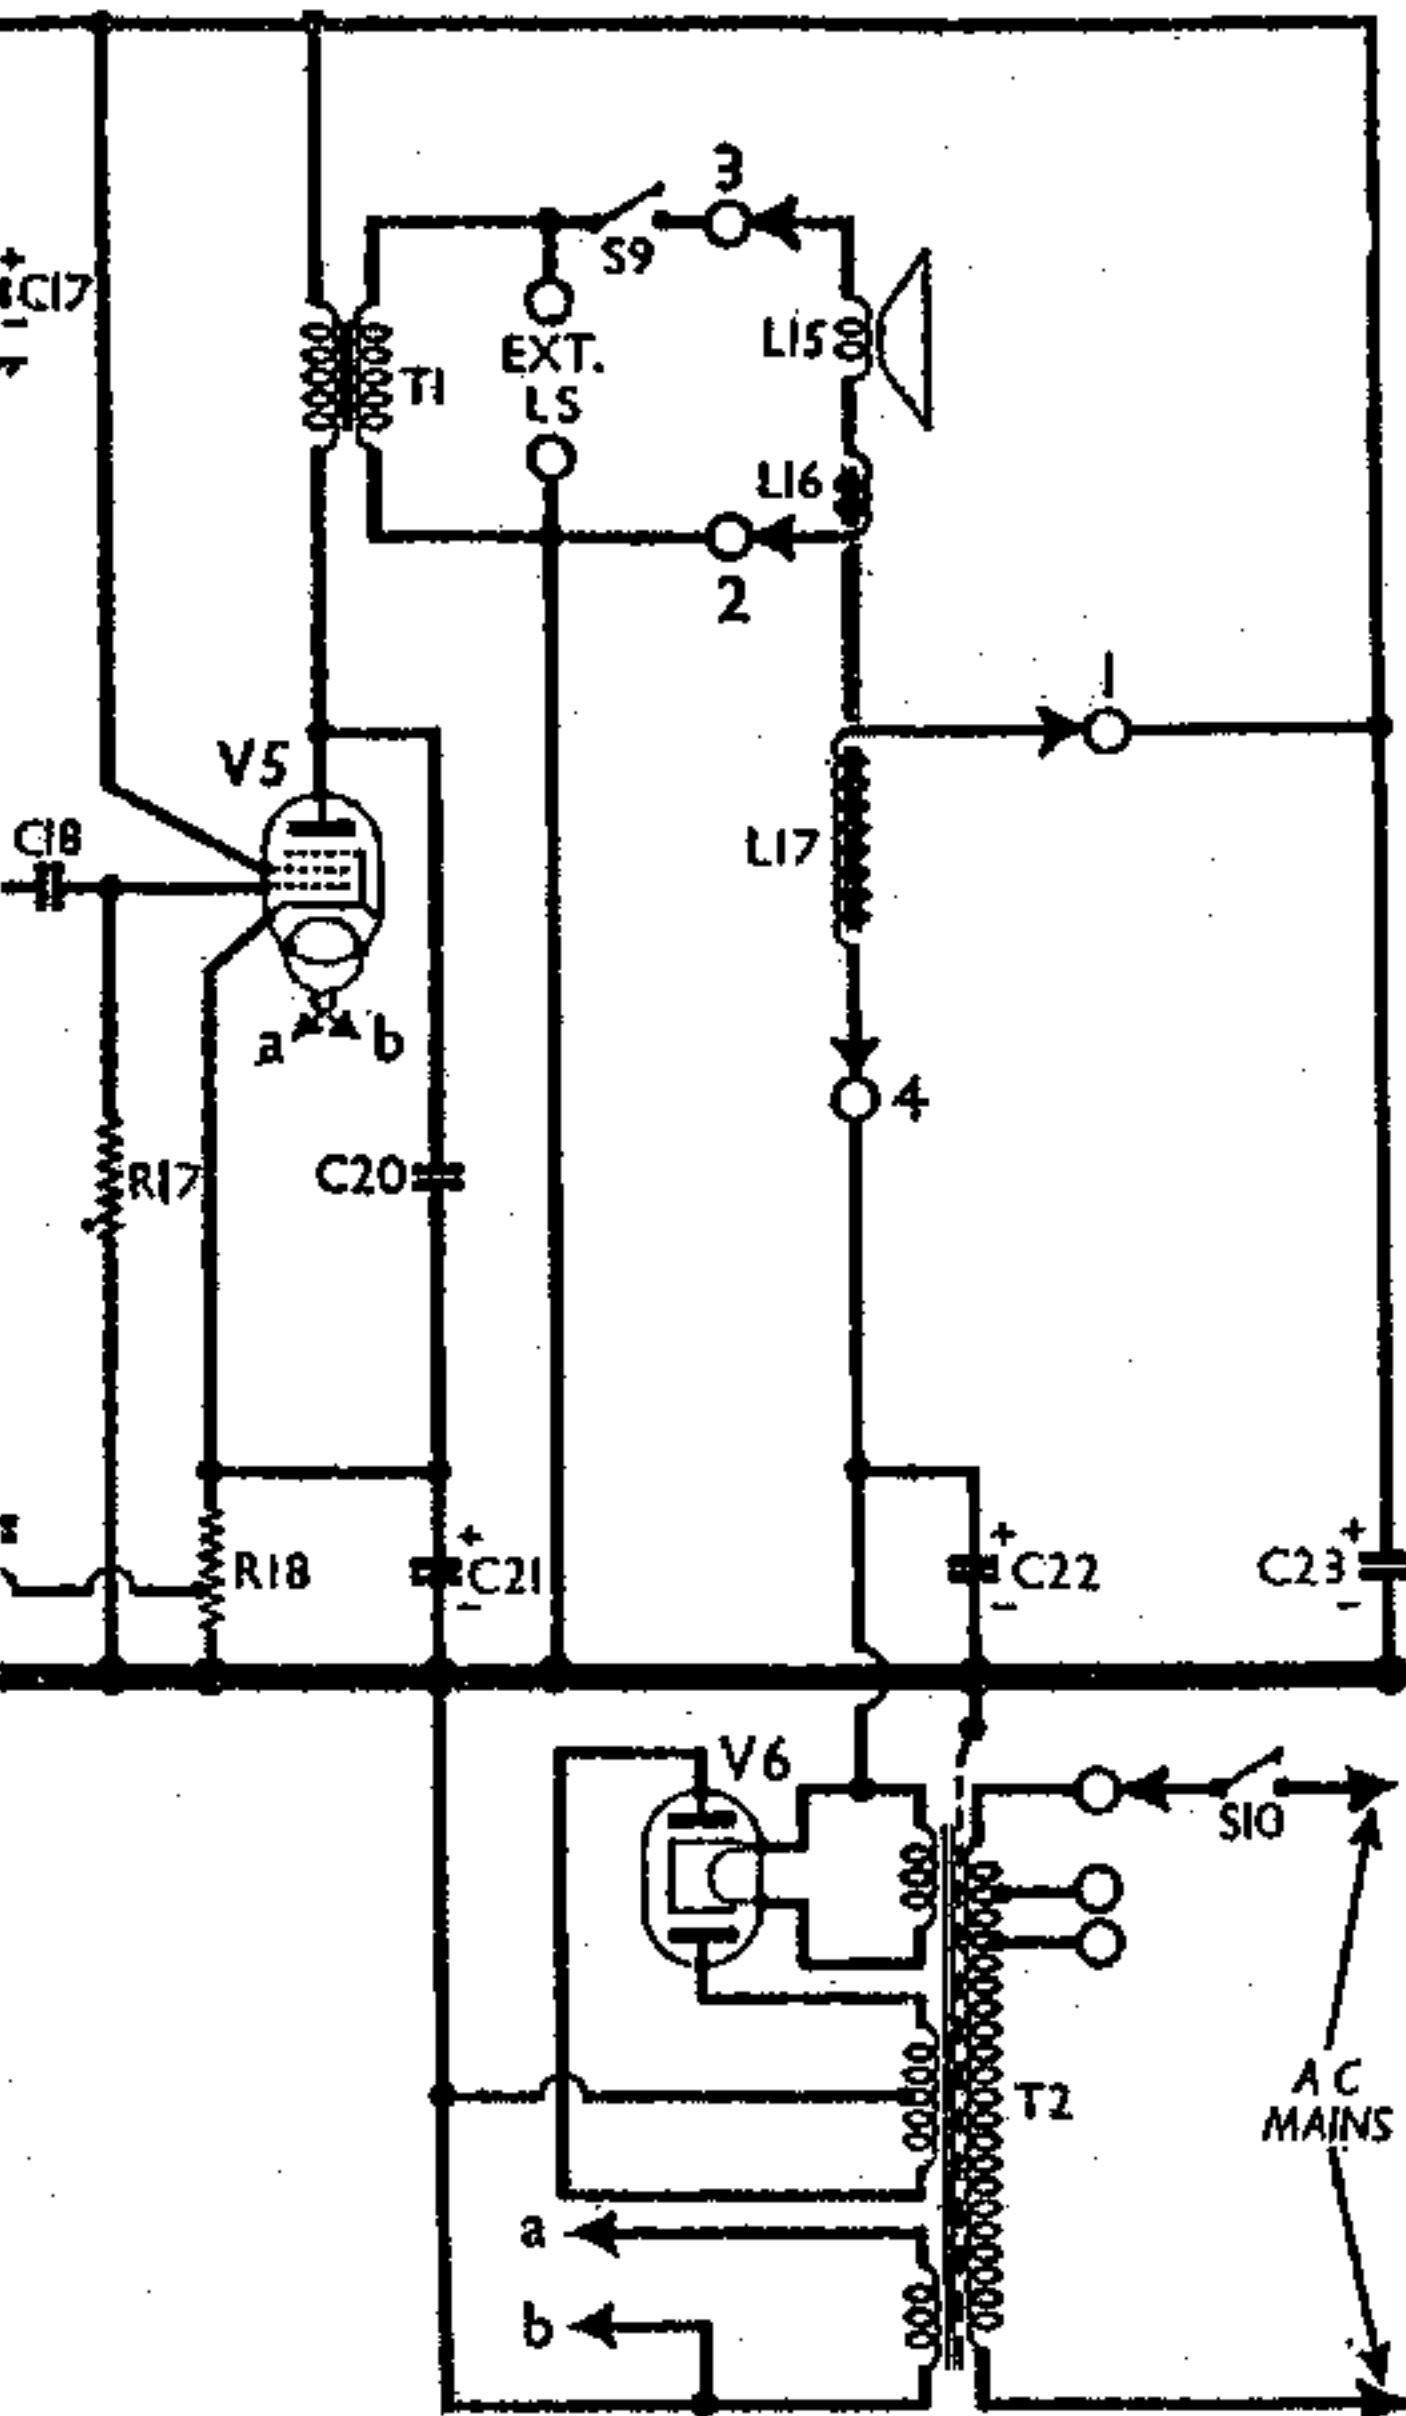 3
S9
+
C17
-
EXT.
LS
L15
T1
L16
2
1
V5
C18
L17
a b
4
R17
C20
R18
+
C21
-
+
C22
-
+
C23
-
V6
S10
T2
A C
MAINS
a
b